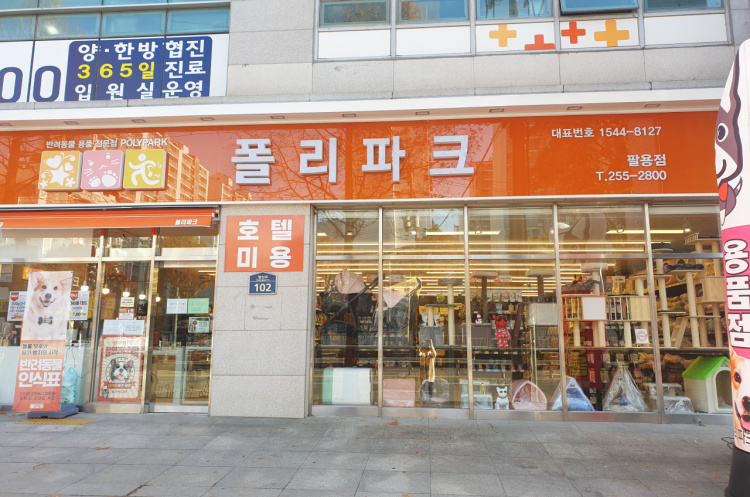 양·한방협진
365일진료
입원실운영
반려동물 용품 전문점 POLYPARK
폴리파크
대표번호 1544-8127
팔용점
T.255-2800
폴리파크
호텔
미용
102
반려동물
인식표
용품점